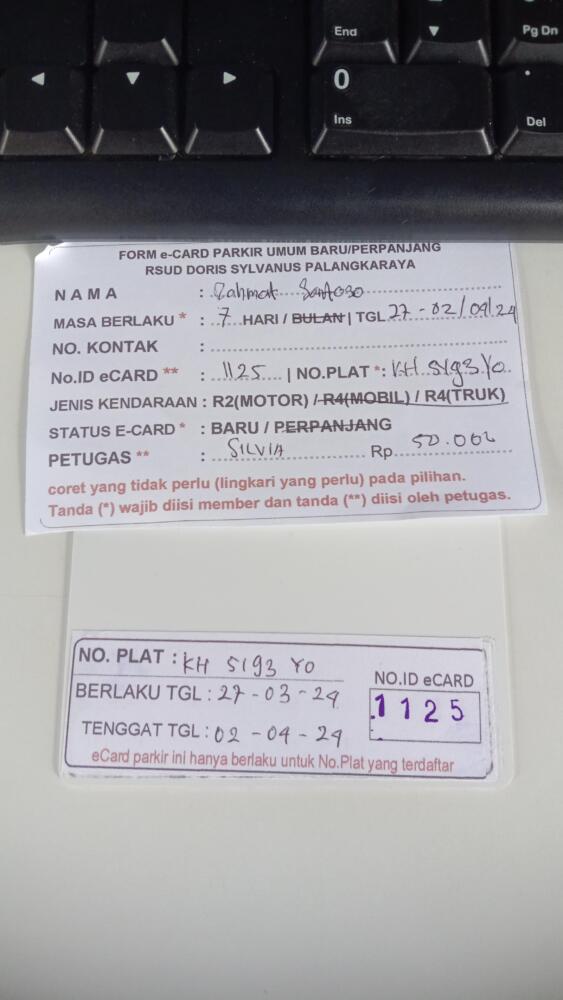 End
Pg Dn
0
Ins
.
Del
FORM e-CARD PARKIR UMUM BARU/PERPANJANG
RSUD DORIS SYLVANUS PALANGKARAYA
NAMA : Rahmat Santoso
MASA BERLAKU * : 7 HARI / BULAN | TGL 27-02/04/24
NO. KONTAK :
No.ID eCARD ** : 1125 | NO.PLAT *: KH 5193 YO
JENIS KENDARAAN : R2(MOTOR) / R4(MOBIL) / R4(TRUK)
STATUS E-CARD * : BARU / PERPANJANG
PETUGAS ** : SILVIA Rp 50.000
coret yang tidak perlu (lingkari yang perlu) pada pilihan.
Tanda (*) wajib diisi member dan tanda (**) diisi oleh petugas.
NO. PLAT : KH 5193 YO
BERLAKU TGL : 27-03-24
TENGGAT TGL : 02-04-24
NO.ID eCARD
1125
eCard parkir ini hanya berlaku untuk No.Plat yang terdaftar